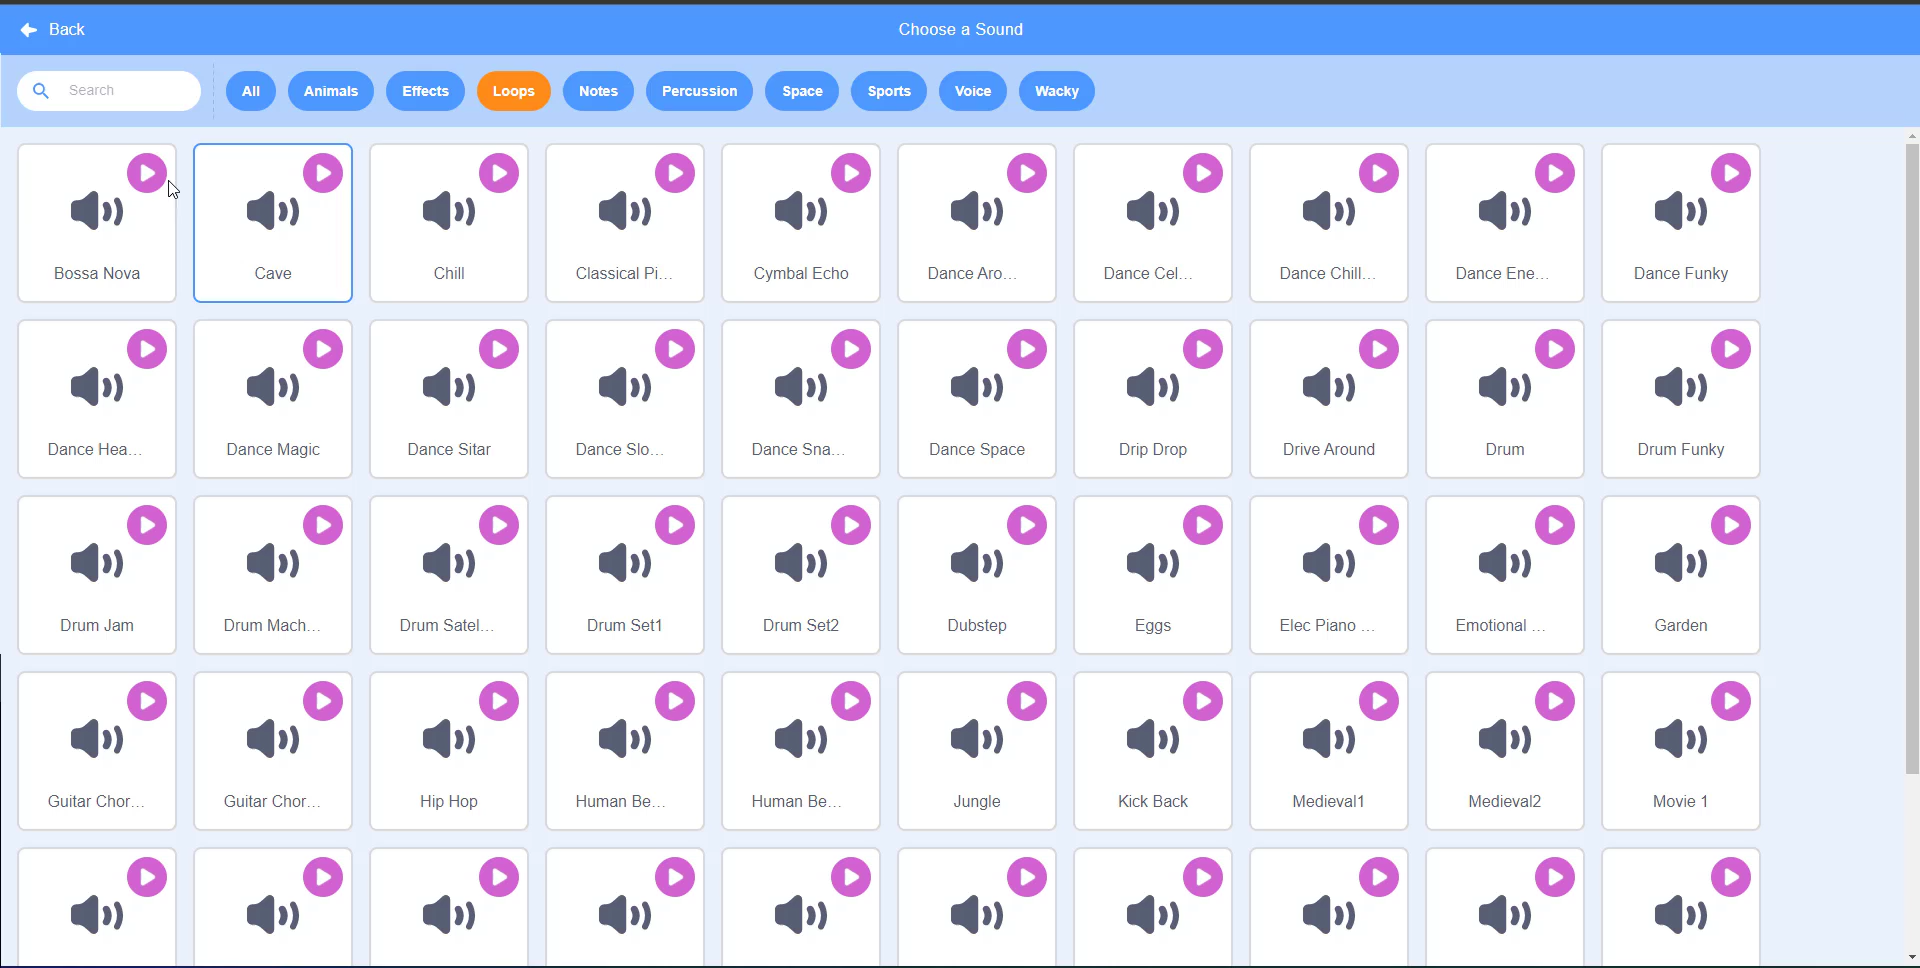 Back
Choose a Sound
Search
All Animals Effects Loops Notes Percussion Space Sports Voice Wacky
Bossa Nova Cave Chill Classical Pi... Cymbal Echo Dance Aro... Dance Cel... Dance Chill... Dance Ene... Dance Funky
Dance Hea... Dance Magic Dance Sitar Dance Slo... Dance Sna... Dance Space Drip Drop Drive Around Drum Drum Funky
Drum Jam Drum Mach... Drum Satel... Drum Set1 Drum Set2 Dubstep Eggs Elec Piano ... Emotional ... Garden
Guitar Chor... Guitar Chor... Hip Hop Human Be... Human Be... Jungle Kick Back Medieval1 Medieval2 Movie 1